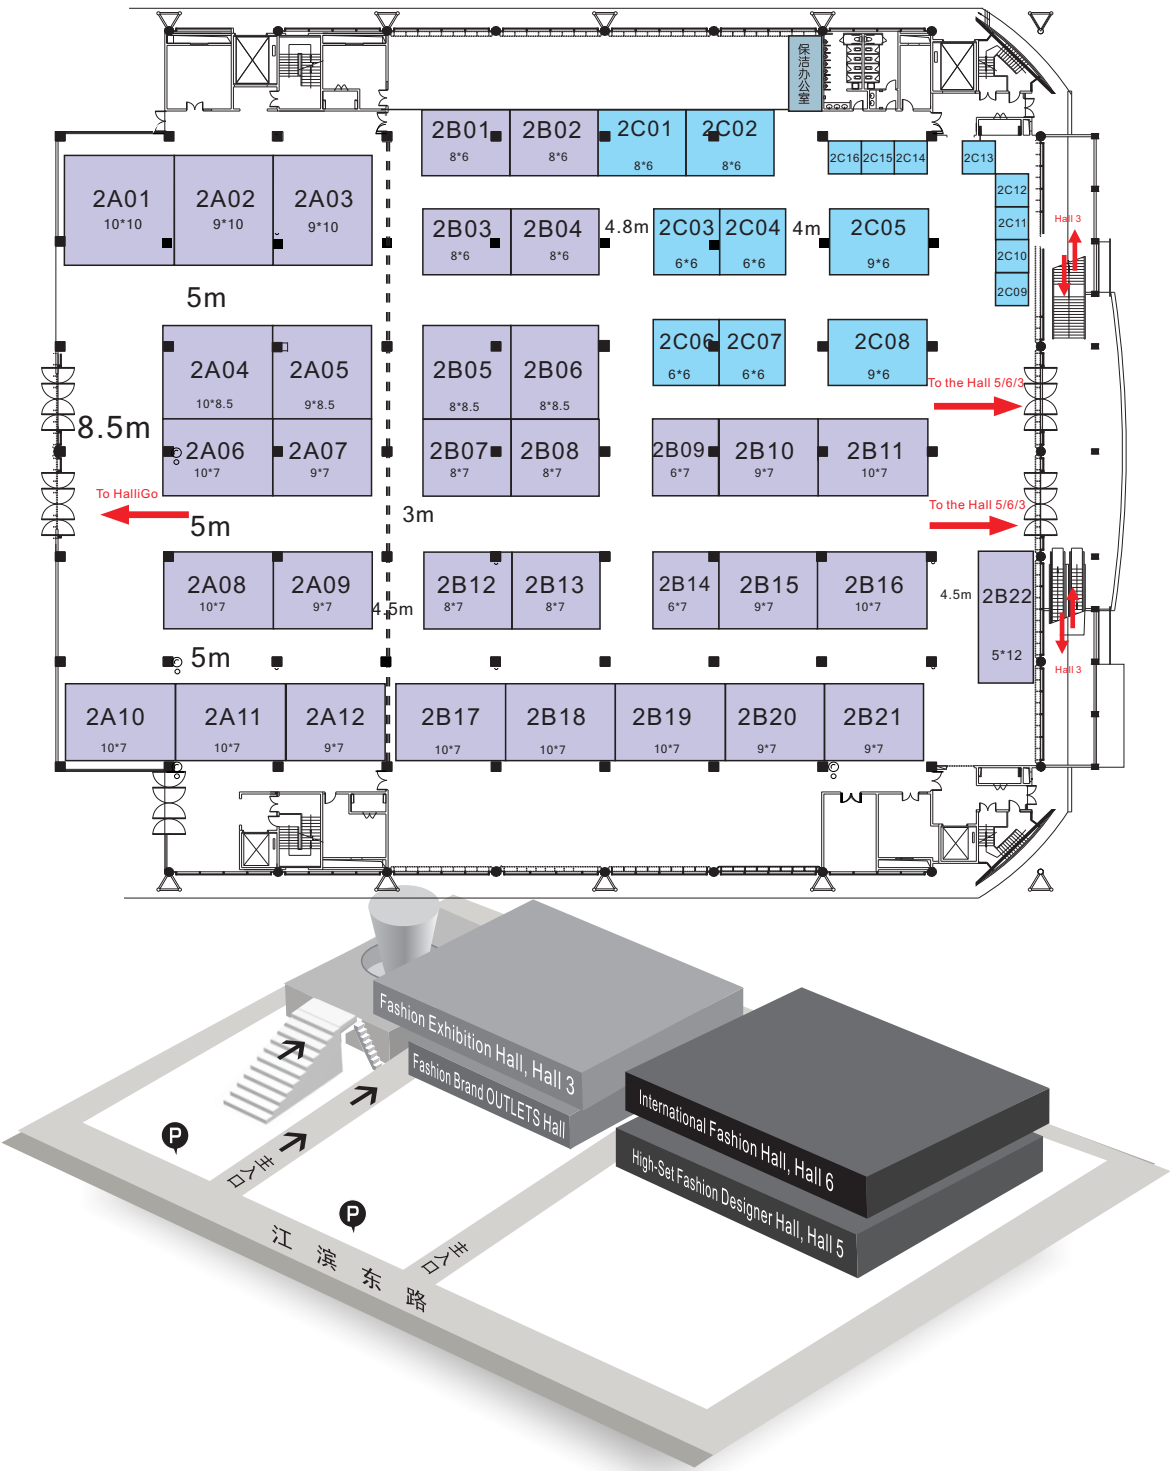 保洁办公室
2B01
8*6
2B02
8*6
2C01
8*6
2C02
8*6
2C16
2C15
2C14
2C13
2C12
2C11
2C10
2C09
2A01
10*10
2A02
9*10
2A03
9*10
2B03
8*6
2B04
8*6
4.8m
2C03
6*6
2C04
6*6
4m
2C05
9*6
Hall 3
5m
2A04
10*8.5
2A05
9*8.5
2B05
8*8.5
2B06
8*8.5
2C06
6*6
2C07
6*6
2C08
9*6
To the Hall 5/6/3
8.5m
2A06
10*7
2A07
9*7
2B07
8*7
2B08
8*7
2B09
6*7
2B10
9*7
2B11
10*7
To HalliGo
5m
3m
To the Hall 5/6/3
2A08
10*7
2A09
9*7
4.5m
2B12
8*7
2B13
8*7
2B14
6*7
2B15
9*7
2B16
10*7
4.5m
2B22
5*12
5m
Hall 3
2A10
10*7
2A11
10*7
2A12
9*7
2B17
10*7
2B18
10*7
2B19
10*7
2B20
9*7
2B21
9*7
Fashion Exhibition Hall, Hall 3
Fashion Brand OUTLETS Hall
International Fashion Hall, Hall 6
High-Set Fashion Designer Hall, Hall 5
P
主入口
P
主入口
江滨东路